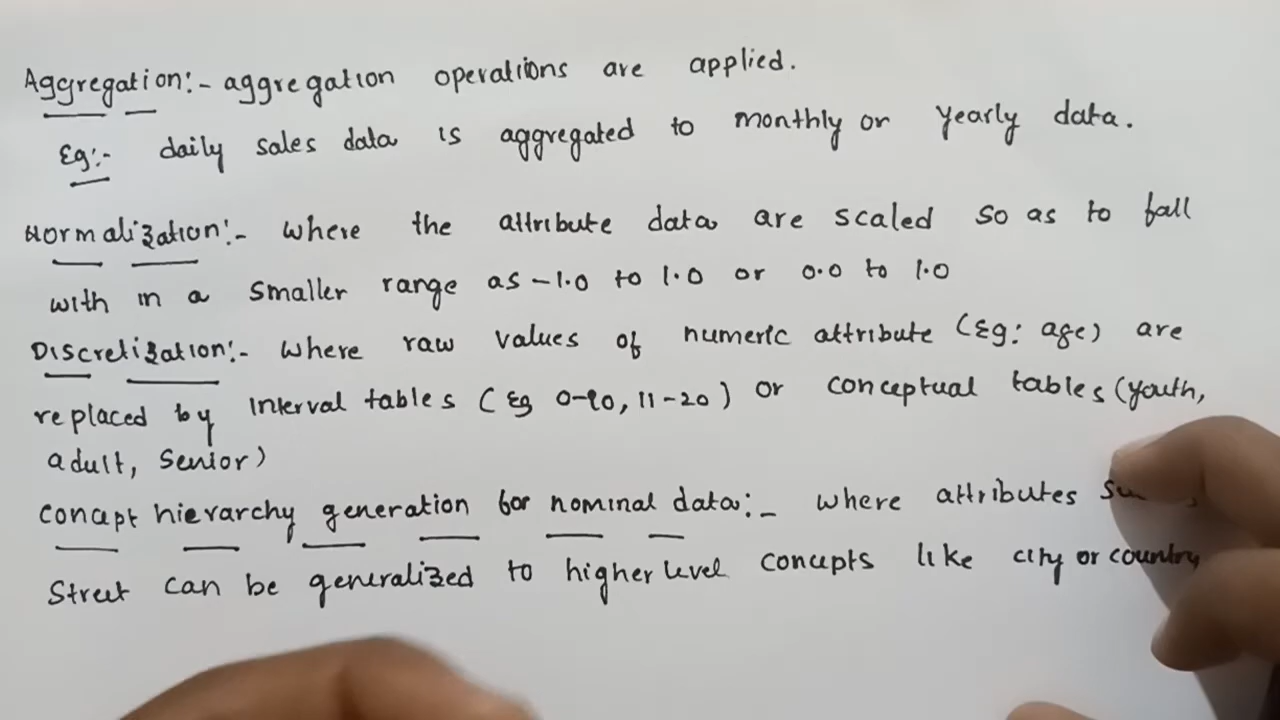 Aggregation:- aggregation operations are applied.
Eg:- daily sales data is aggregated to monthly or yearly data.
Normalization:- where the attribute data are scaled so as to fall
with in a smaller range as -1.0 to 1.0 or 0.0 to 1.0
Discretization:- where raw values of numeric attribute (Eg: age) are
replaced by interval tables (Eg 0-10, 11-20) or conceptual tables (youth,
adult, Senior)
concept hierarchy generation for nominal data:- where attributes
Street can be generalized to higher level concepts like city or country